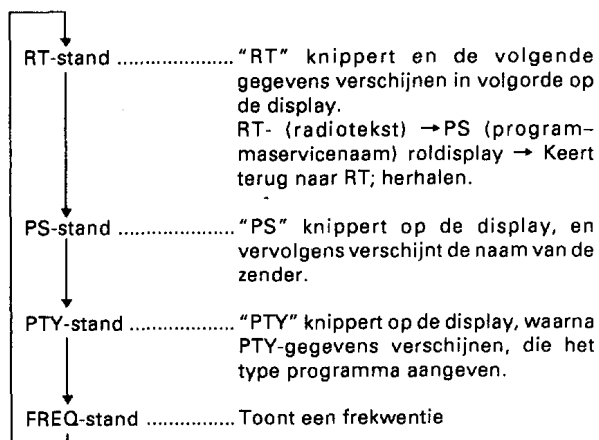 RT-stand ...................... "RT" knippert en de volgende
gegevens verschijnen in volgorde op
de display.
RT- (radiotekst) →PS (program-
maservicenaam) roldisplay → Keert
terug naar RT; herhalen.
PS-stand ...................... "PS" knippert op de display, en
vervolgens verschijnt de naam van de
zender.
PTY-stand ................... "PTY" knippert op de display, waarna
PTY-gegevens verschijnen, die het
type programma aangeven.
FREQ-stand ................ Toont een frekwentie